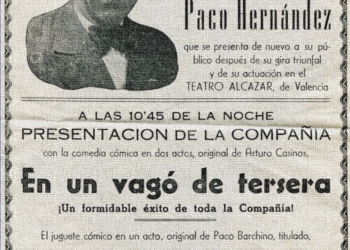 Paco Hernández
que se presenta de nuevo a su pú-
blico después de su gira triunfal
y de su actuación en el
TEATRO ALCAZAR, de Valencia
A LAS 10'45 DE LA NOCHE
PRESENTACION DE LA COMPAÑIA
con la comedia cómica en dos actos, original de Arturo Casinos,
En un vagó de tersera
¡Un formidable éxito de toda la Compañía!
El juguete cómico en un acto, original de Paco Barchino, titulado,